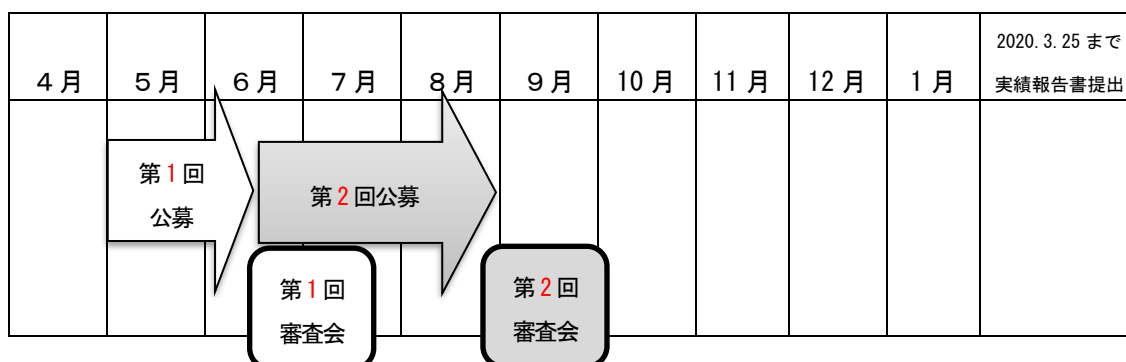 ４月 ５月 ６月 ７月 ８月 ９月 10月 11月 12月 １月 2020.3.25まで
実績報告書提出
第1回
公募
第2回公募
第1回
審査会
第2回
審査会